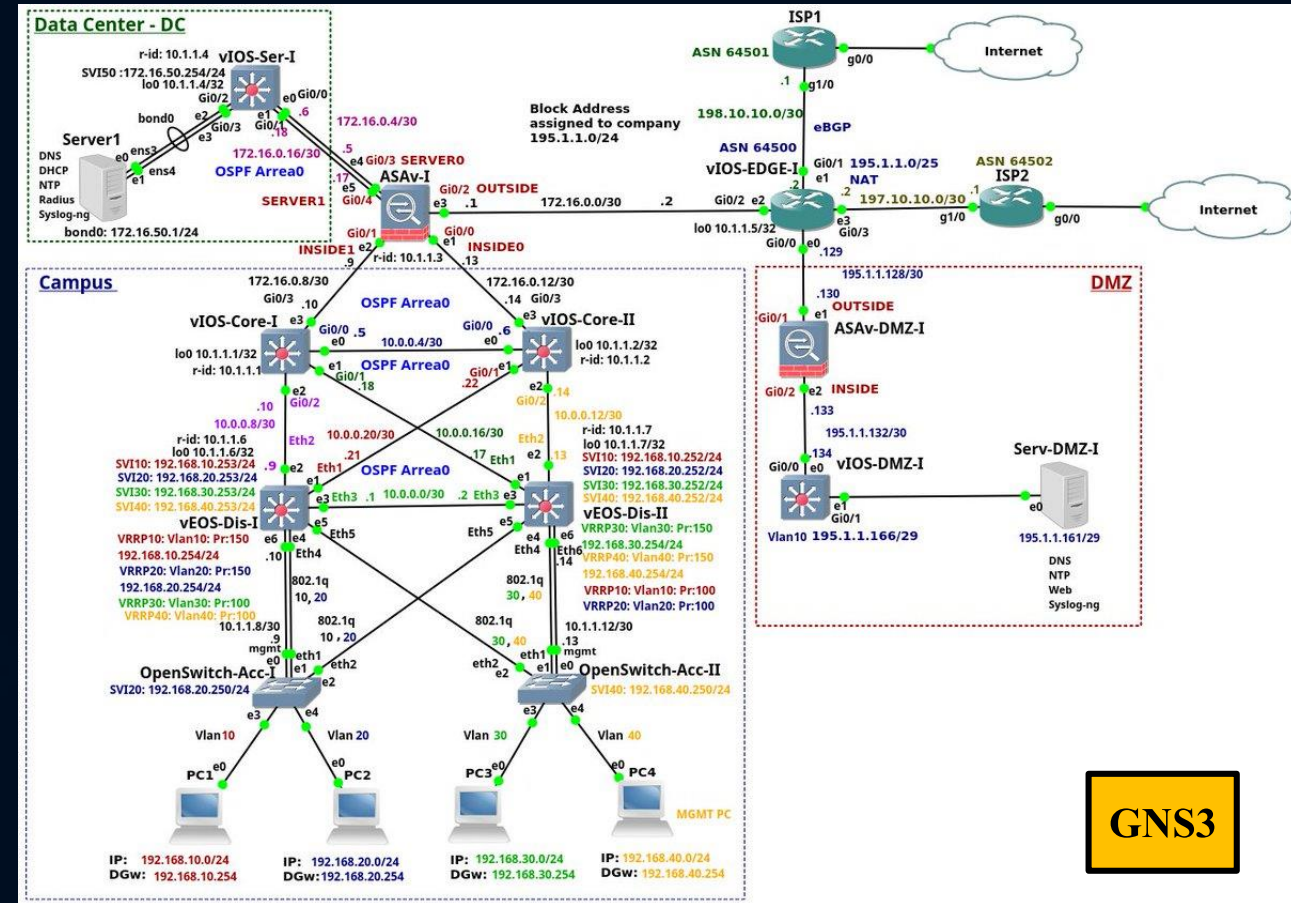 Data Center - DC
r-id: 10.1.1.4
vIOS-Ser-I
SVI50 :172.16.50.254/24
lo0 10.1.1.4/32
Gi0/2
e0
Gi0/0
bond0
e2
e1
.6
Gi0/3
Gi0/1
e3
.18
172.16.0.4/30
Server1
ens3
e0
ens4
e1
DNS
DHCP
NTP
Radius
Syslog-ng
bond0: 172.16.50.1/24
172.16.0.16/30
OSPF Area0
.5
e4
Gi0/3
SERVER0
.17
ASAv-I
e5
SERVER1
Gi0/4
Gi0/2
OUTSIDE
e3
.1
172.16.0.0/30
.2
Gi0/2
e2
Gi0/1
Gi0/0
e2
e1
INSIDE1
INSIDE0
.9
r-id: 10.1.1.3
.13
Block Address
assigned to company
195.1.1.0/24
ISP1
ASN 64501
g0/0
Internet
.1
g1/0
198.10.10.0/30
eBGP
ASN 64500
vIOS-EDGE-I
Gi0/1
195.1.1.0/25
e1
NAT
.2
.2
197.10.10.0/30
ASN 64502
ISP2
.1
g1/0
g0/0
Internet
e3
Gi0/3
lo0 10.1.1.5/32
Gi0/0
e0
.129
195.1.1.128/30
DMZ
.130
OUTSIDE
Gi0/1
e1
ASAv-DMZ-I
Gi0/2
e2
INSIDE
.133
195.1.1.132/30
.134
Gi0/0
e0
vIOS-DMZ-I
e1
Gi0/1
Vlan10
195.1.1.166/29
Serv-DMZ-I
e0
195.1.1.161/29
DNS
NTP
Web
Syslog-ng
Campus
172.16.0.8/30
172.16.0.12/30
Gi0/3
.10
OSPF Arrea0
.14
Gi0/3
vIOS-Core-I
e3
e3
vIOS-Core-II
Gi0/0
.5
Gi0/0
.6
e0
10.0.0.4/30
e0
lo0 10.1.1.1/32
r-id: 10.1.1.1
lo0 10.1.1.2/32
r-id: 10.1.1.2
OSPF Area0
e1
Gi0/1
.18
Gi0/1
e1
.22
e2
Gi0/2
.10
e2
.14
Gi0/2
10.0.0.8/30
10.0.0.12/30
10.0.0.20/30
10.0.0.16/30
r-id: 10.1.1.6
lo0 10.1.1.6/32
SVI10: 192.168.10.253/24
SVI20: 192.168.20.253/24
SVI30: 192.168.30.253/24
SVI40: 192.168.40.253/24
Eth2
.9
e2
.21
Eth1
e1
OSPF Area0
.17
Eth1
e1
Eth2
e2
.13
r-id: 10.1.1.7
lo0 10.1.1.7/32
SVI10: 192.168.10.252/24
SVI20: 192.168.20.252/24
SVI30: 192.168.30.252/24
SVI40: 192.168.40.252/24
e3
Eth3
.1
10.0.0.0/30
.2
Eth3
e3
vEOS-Dis-I
vEOS-Dis-II
e5
Eth5
Eth5
e5
e6
e4
Eth4
.10
e4
Eth4
e6
Eth6
.14
VRRP10: Vlan10: Pr:150
192.168.10.254/24
VRRP20: Vlan20: Pr:150
192.168.20.254/24
VRRP30: Vlan30: Pr:100
VRRP40: Vlan40: Pr:100
VRRP30: Vlan30: Pr:150
192.168.30.254/24
VRRP40: Vlan40: Pr:150
192.168.40.254/24
VRRP10: Vlan10: Pr:100
VRRP20: Vlan20: Pr:100
802.1q
10, 20
802.1q
10 , 20
802.1q
30, 40
802.1q
30 , 40
10.1.1.8/30
.9
mgmt
e0
eth1
e1
eth2
e2
10.1.1.12/30
.13
mgmt
e0
eth1
e1
eth2
e2
OpenSwitch-Acc-I
SVI20: 192.168.20.250/24
OpenSwitch-Acc-II
SVI40: 192.168.40.250/24
e3
e4
e3
e4
Vlan10
Vlan 20
Vlan 30
Vlan 40
e0
e0
e0
e0
PC1
PC2
PC3
PC4
MGMT PC
IP: 192.168.10.0/24
DGw: 192.168.10.254
IP: 192.168.20.0/24
DGw:192.168.20.254
IP: 192.168.30.0/24
DGw: 192.168.30.254
IP: 192.168.40.0/24
DGw: 192.168.40.254
GNS3